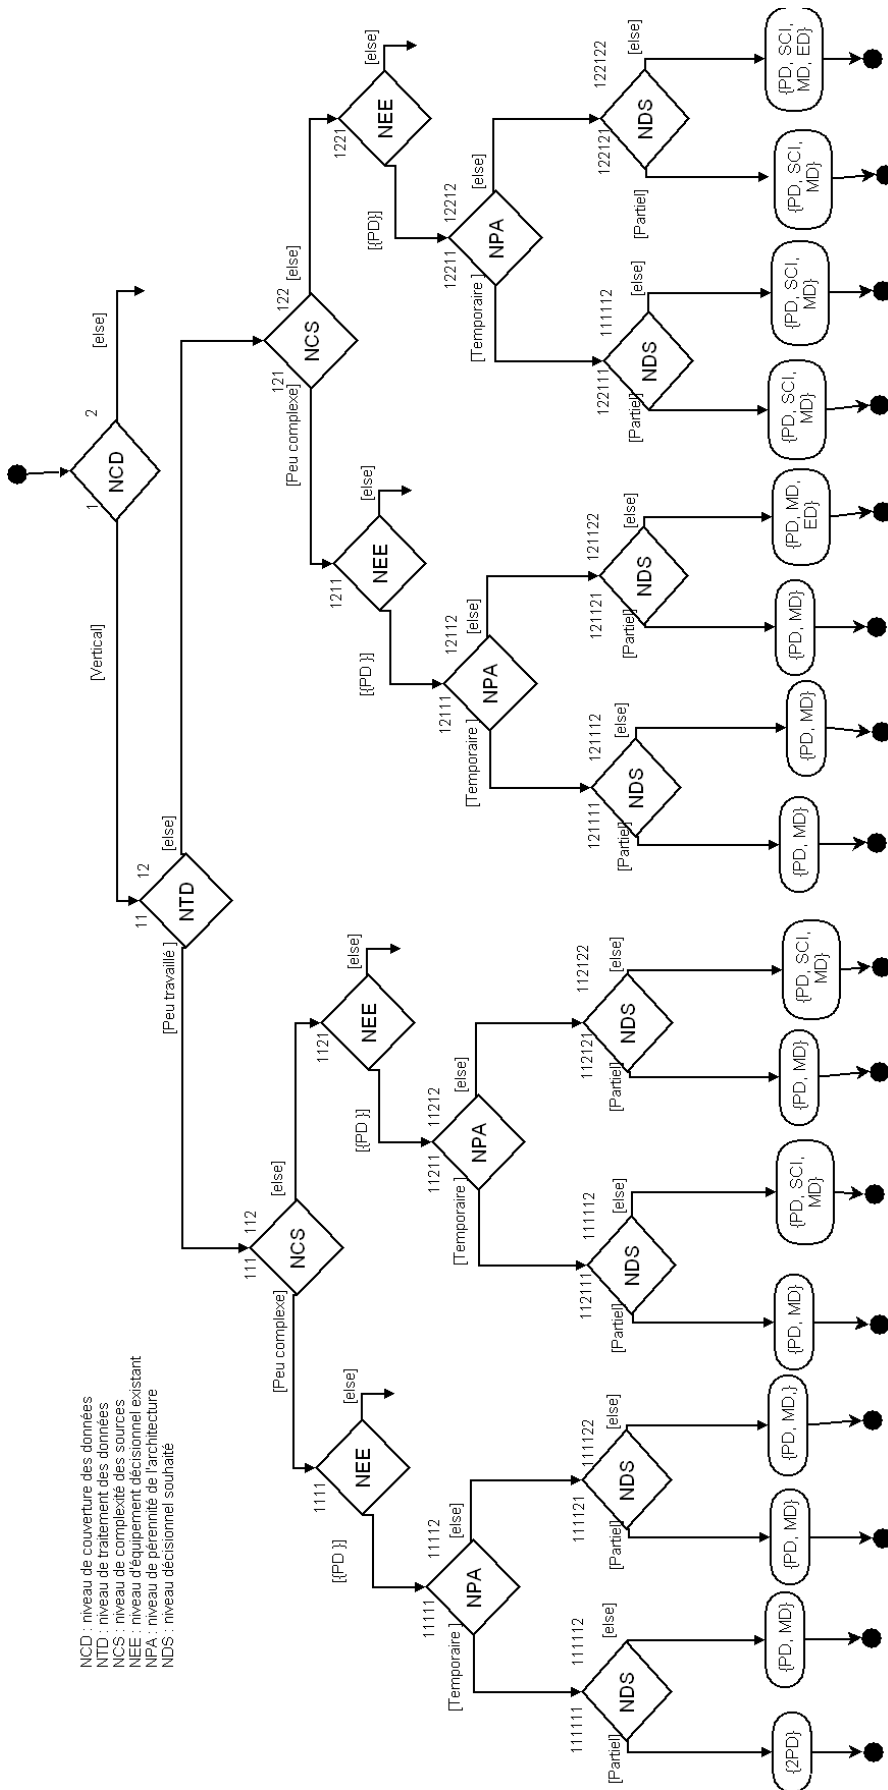 NCD : niveau de couverture des données
NTD : niveau de traitement des données
NCS : niveau de complexité des sources
NEE : niveau d'équipement décisionnel existant
NPA : niveau de pérennité de l'architecture
NDS : niveau décisionnel souhaité
1
2
NCD
[Vertical]
[else]
11
12
NTD
[Peu travaillé ]
[else]
111
112
NCS
[Peu complexe]
[else]
121
122
NCS
[Peu complexe]
[else]
1111
NEE
[{PD }]
[else]
1121
NEE
[{PD }]
[else]
1211
NEE
[{PD }]
[else]
1221
NEE
[{PD}]
[else]
11111
11112
NPA
[Temporaire ]
[else]
11211
11212
NPA
[Temporaire ]
[else]
12111
12112
NPA
[Temporaire ]
[else]
12211
12212
NPA
[Temporaire ]
[else]
111111
111112
NDS
[Partiel]
[else]
111121
111122
NDS
[Partiel]
[else]
112111
111112
NDS
[Partiel]
[else]
112121
112122
NDS
[Partiel]
[else]
121111
121112
NDS
[Partiel]
[else]
121121
121122
NDS
[Partiel]
[else]
122111
111112
NDS
[Partiel]
[else]
122121
122122
NDS
[Partiel]
[else]
{2PD}
{PD, MD}
{PD, MD}
{PD, MD,}
{PD, MD}
{PD, SCI,
MD}
{PD, MD}
{PD, SCI,
MD}
{PD, MD}
{PD, MD}
{PD, MD}
{PD, MD,
ED}
{PD, SCI,
MD}
{PD, SCI,
MD}
{PD, SCI,
MD}
{PD, SCI,
MD, ED}